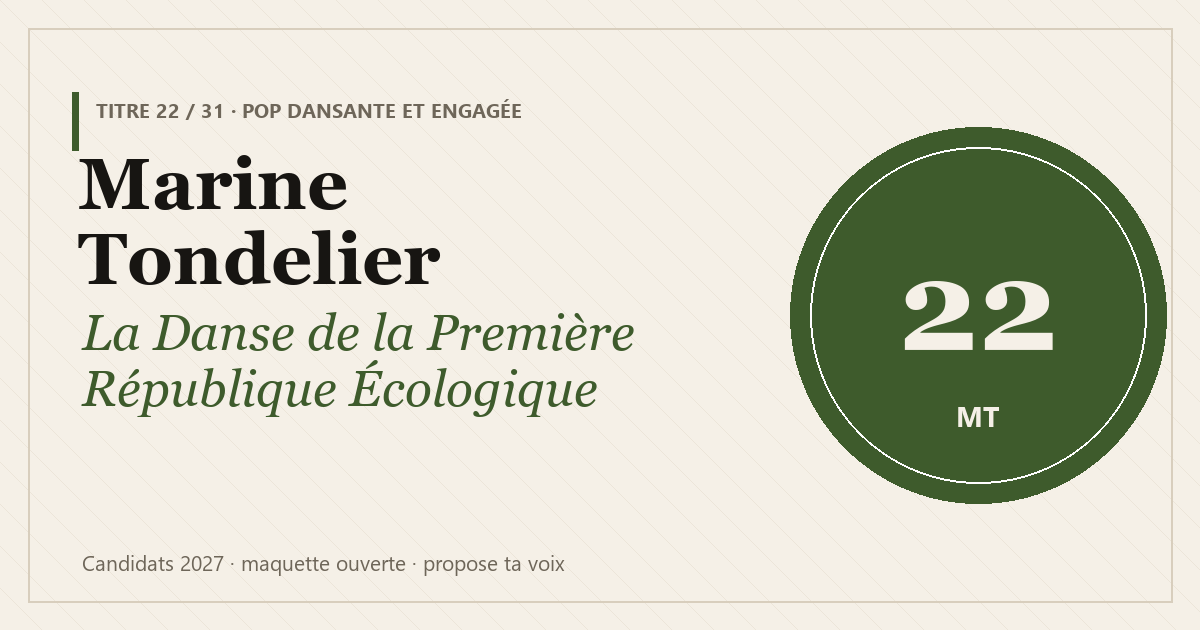 TITRE 22 / 31 · POP DANSANTE ET ENGAGÉE
Marine
Tondelier
La Danse de la Première
République Écologique
22
MT
Candidats 2027 · maquette ouverte · propose ta voix